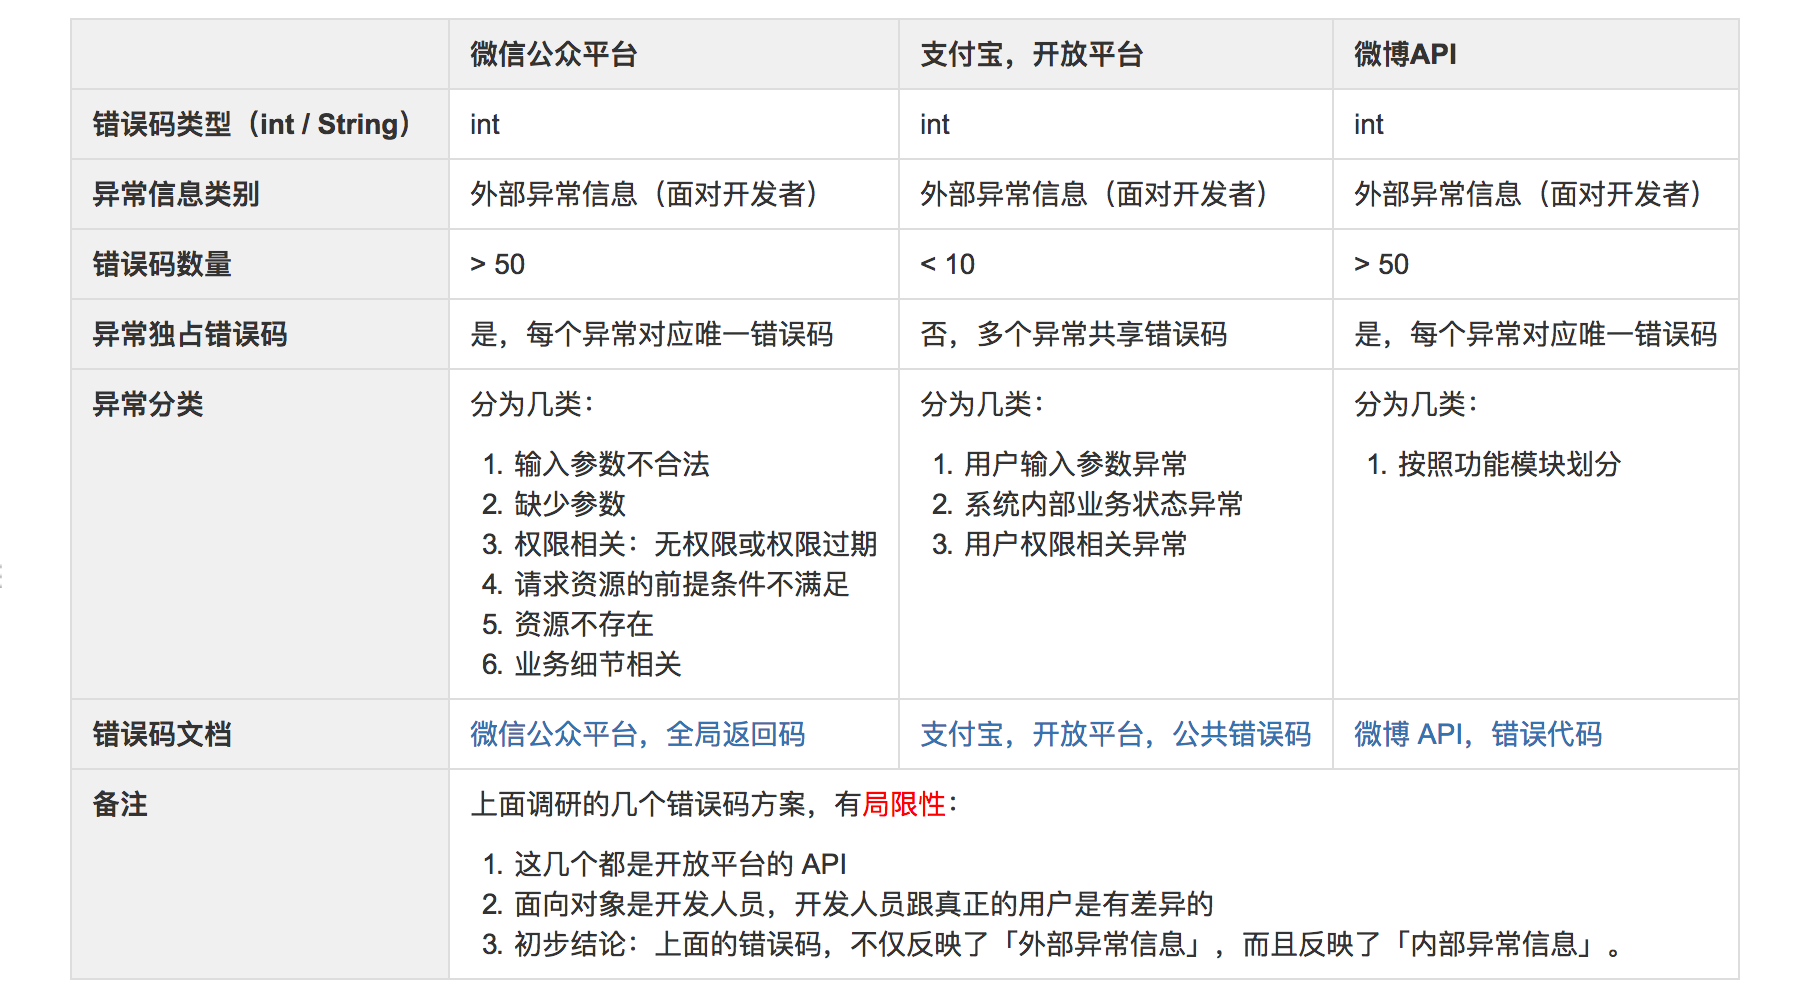 微信公众平台 支付宝，开放平台 微博API
错误码类型（int / String） int int int
异常信息类别 外部异常信息（面对开发者） 外部异常信息（面对开发者） 外部异常信息（面对开发者）
错误码数量 > 50 < 10 > 50
异常独占错误码 是，每个异常对应唯一错误码 否，多个异常共享错误码 是，每个异常对应唯一错误码
异常分类 分为几类： 分为几类： 分为几类：
1. 输入参数不合法 1. 用户输入参数异常 1. 按照功能模块划分
2. 缺少参数 2. 系统内部业务状态异常
3. 权限相关：无权限或权限过期 3. 用户权限相关异常
4. 请求资源的前提条件不满足
5. 资源不存在
6. 业务细节相关
错误码文档 微信公众平台，全局返回码 支付宝，开放平台，公共错误码 微博 API，错误代码
备注 上面调研的几个错误码方案，有局限性：
1. 这几个都是开放平台的 API
2. 面向对象是开发人员，开发人员跟真正的用户是有差异的
3. 初步结论：上面的错误码，不仅反映了「外部异常信息」，而且反映了「内部异常信息」。